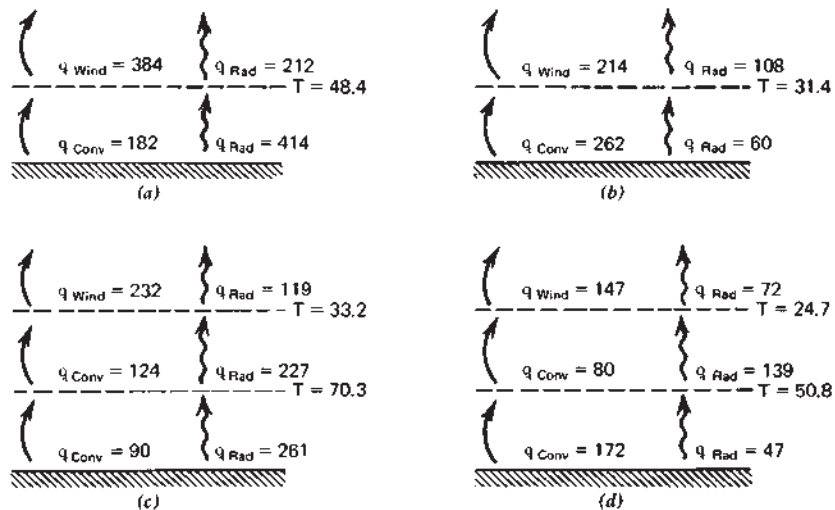 q Wind = 384
q Rad = 212
T = 48.4
q Conv = 182
q Rad = 414
(a)
q Wind = 214
q Rad = 108
T = 31.4
q Conv = 262
q Rad = 60
(b)
q Wind = 232
q Rad = 119
T = 33.2
q Conv = 124
q Rad = 227
T = 70.3
q Conv = 90
q Rad = 261
(c)
q Wind = 147
q Rad = 72
T = 24.7
q Conv = 80
q Rad = 139
T = 50.8
q Conv = 172
q Rad = 47
(d)